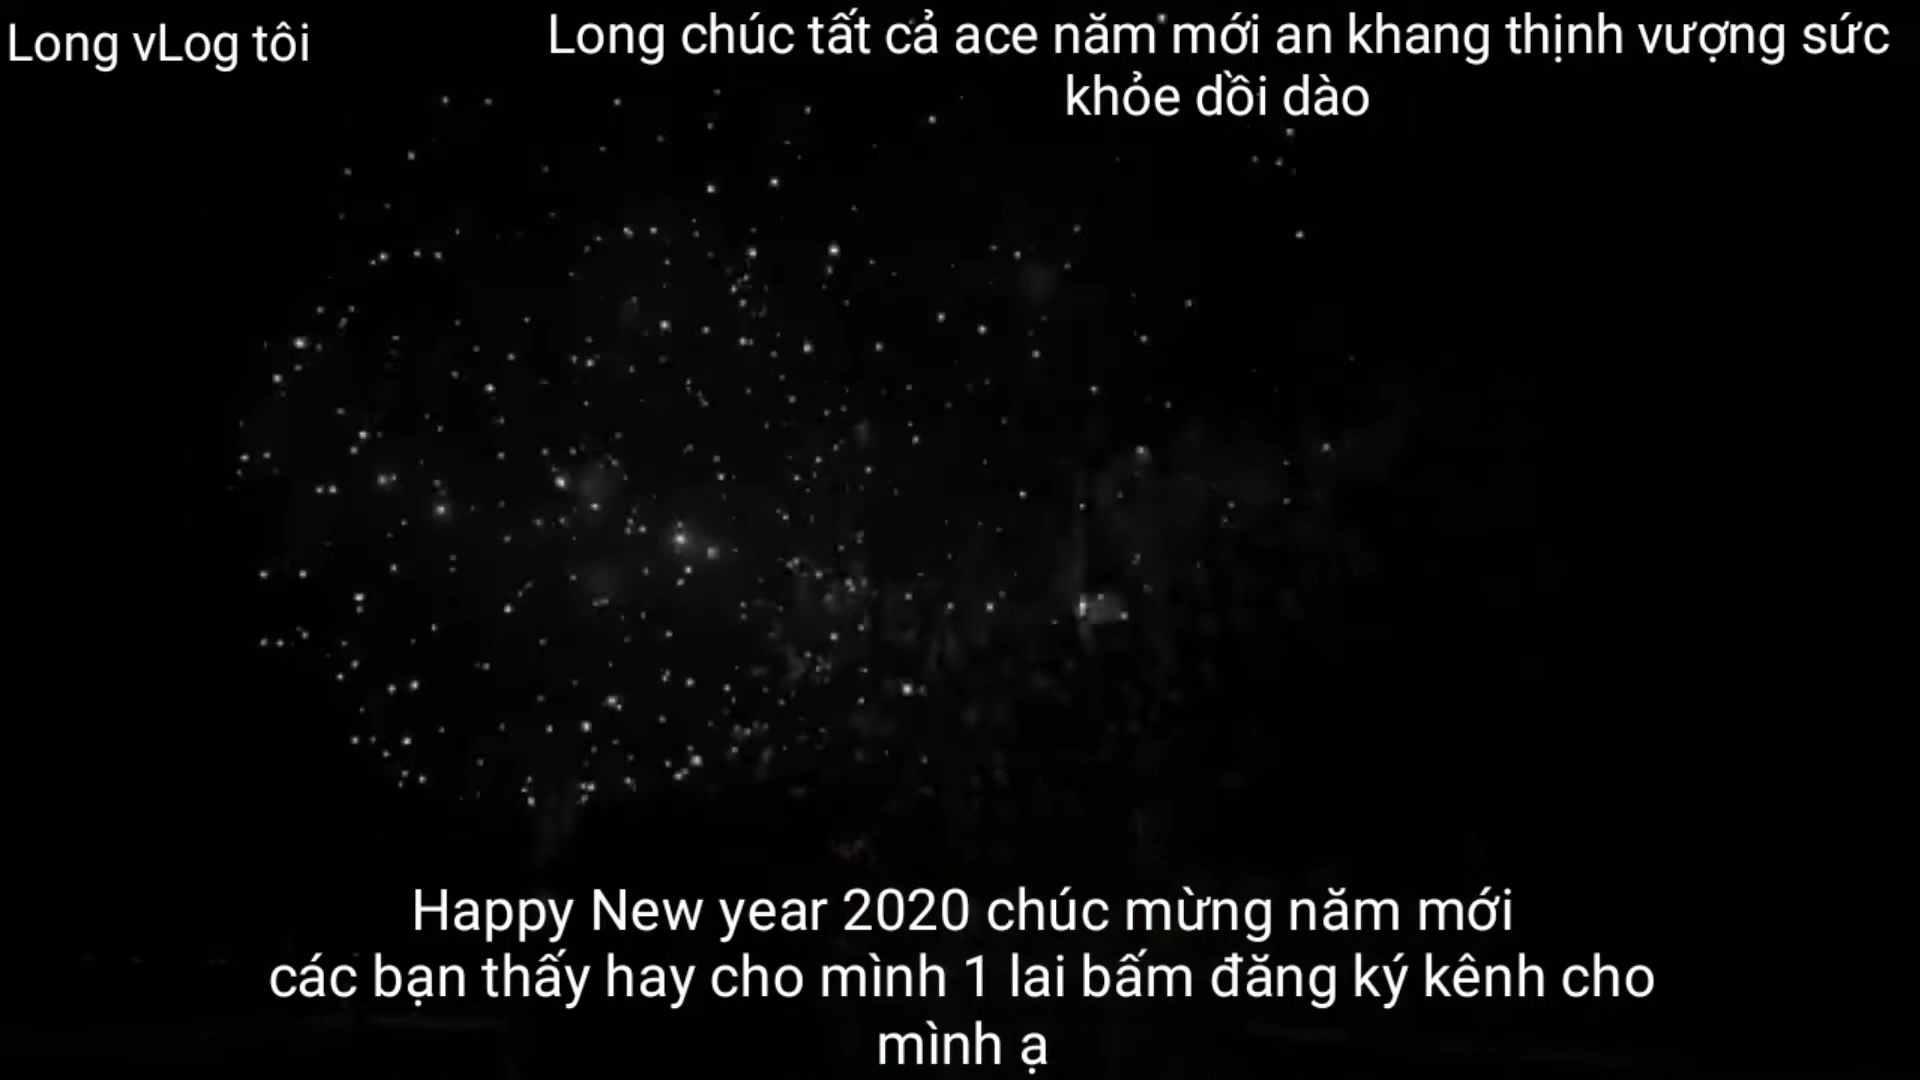 Long vLog tôi
Long chúc tất cả ace năm mới an khang thịnh vượng sức
khỏe dồi dào
Happy New year 2020 chúc mừng năm mới
các bạn thấy hay cho mình 1 lai bấm đăng ký kênh cho
mình ạ